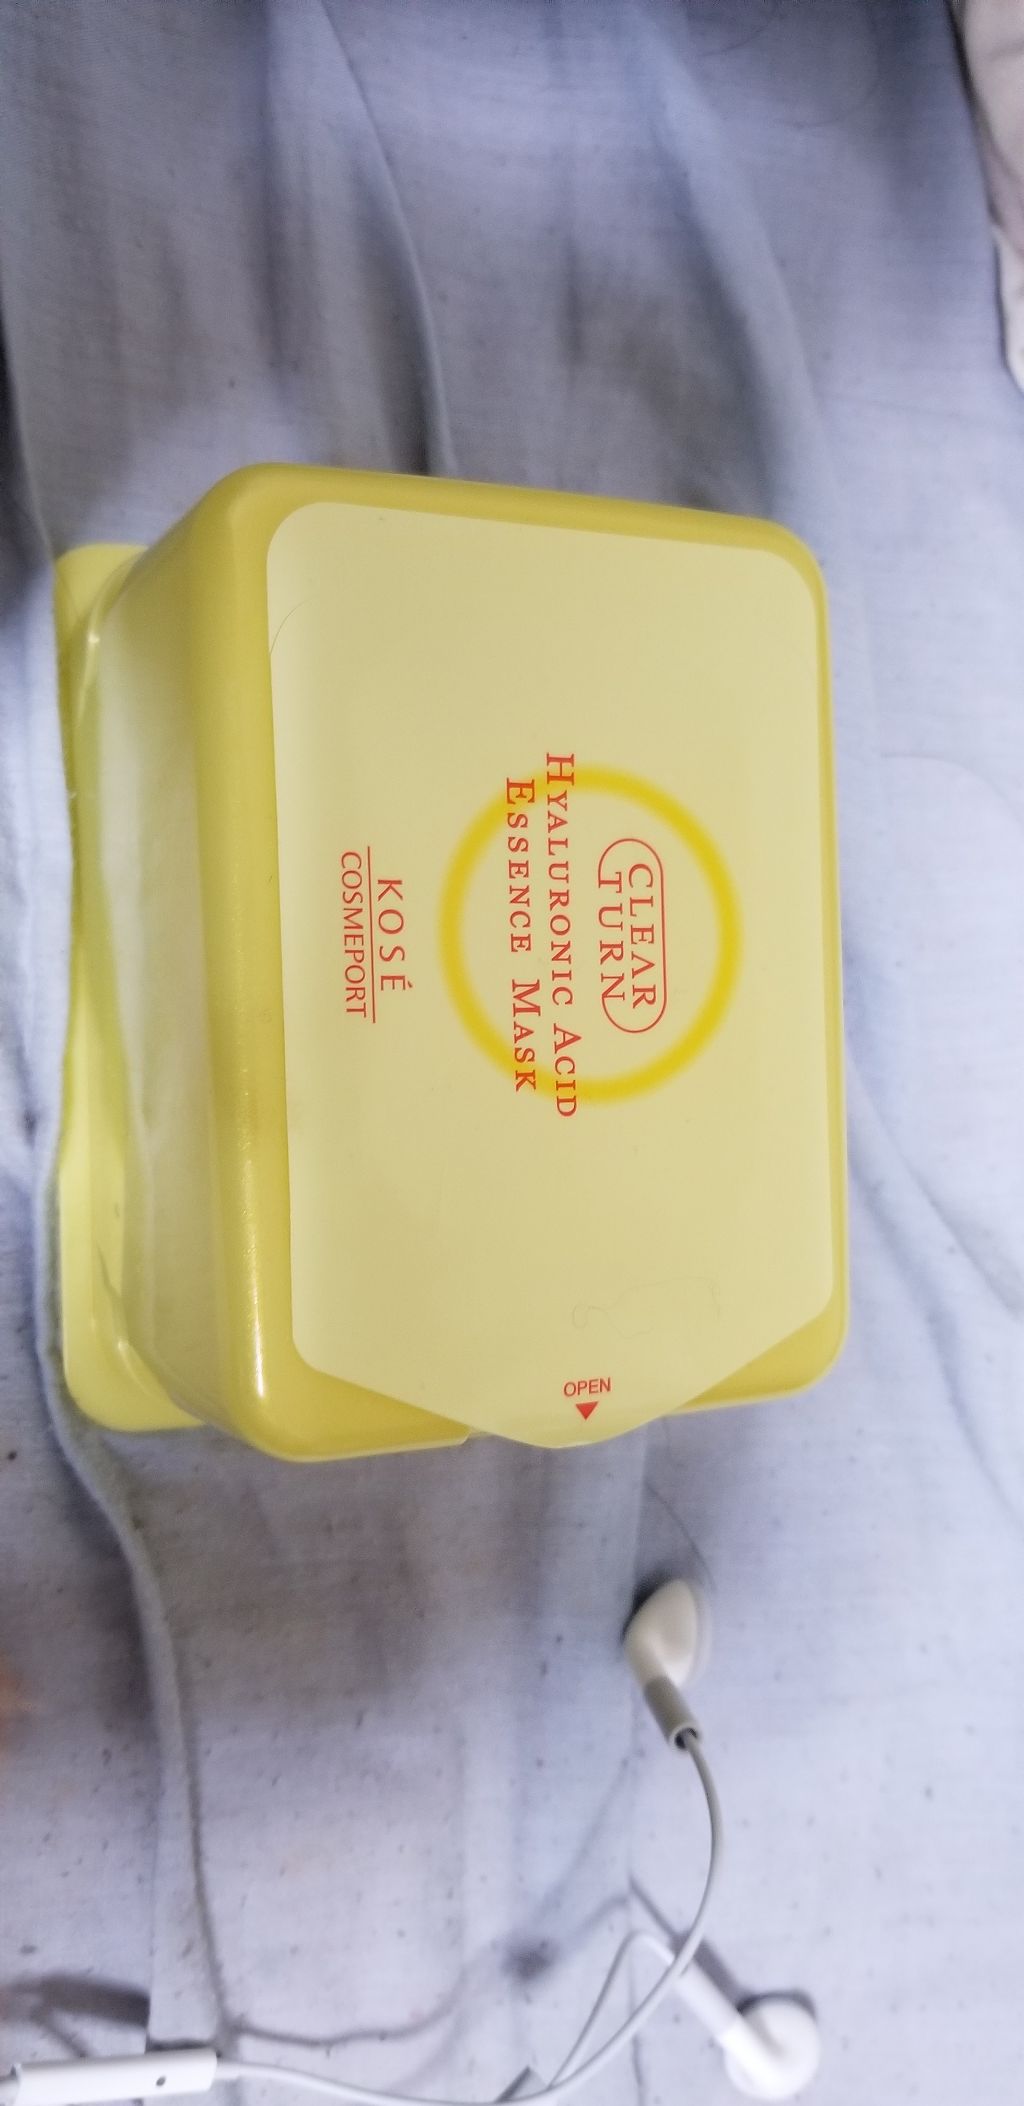 CLEAR
TURN
HYALURONIC ACID
ESSENCE MASK
KOSÉ
COSMEPORT
OPEN